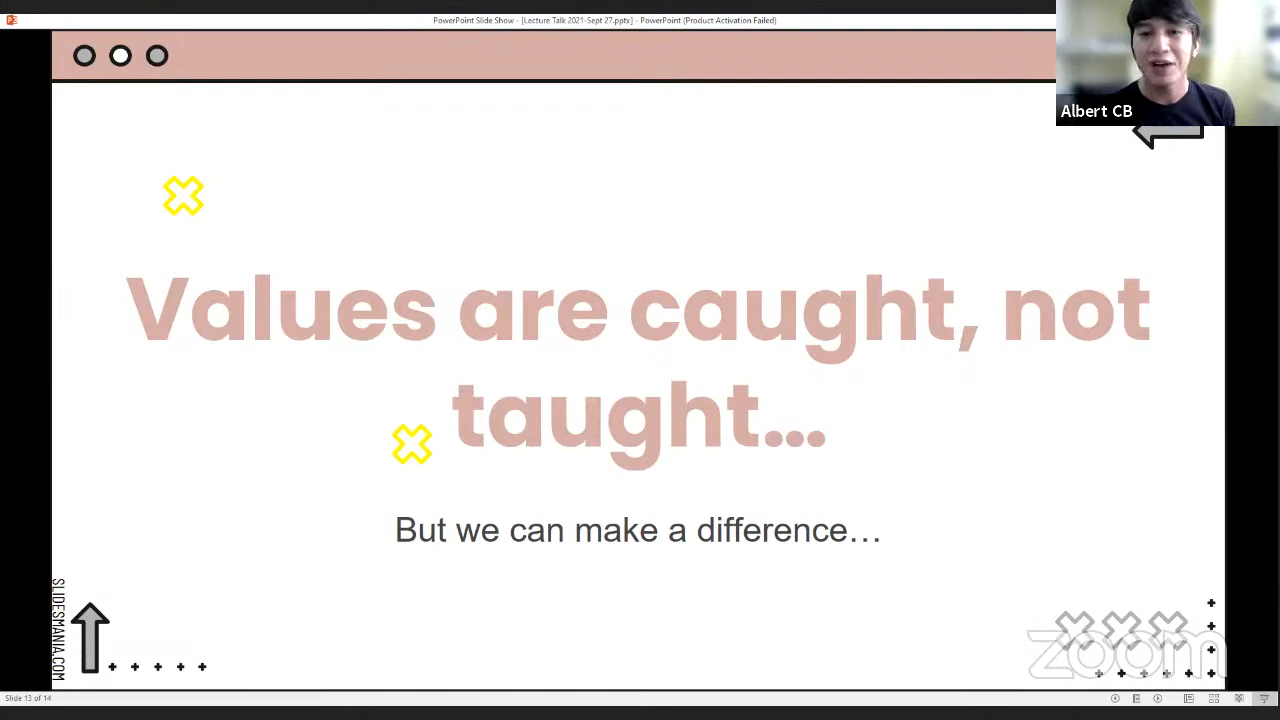 PowerPoint Slide Show - [Lecture Talk 2021-Sept 27.pptx] - PowerPoint (Product Activation Failed)
Albert CB
Values are caught, not
taught...
But we can make a difference…
SLIDESMANIA.COM
zoom
Slide 13 of 14